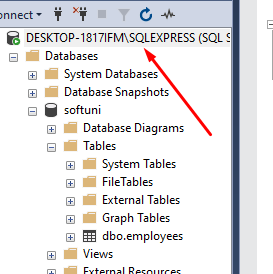 onnect
DESKTOP-1817IFM\SQLEXPRESS (SQL S
Databases
System Databases
Database Snapshots
softuni
Database Diagrams
Tables
System Tables
FileTables
External Tables
Graph Tables
dbo.employees
Views
External Resources